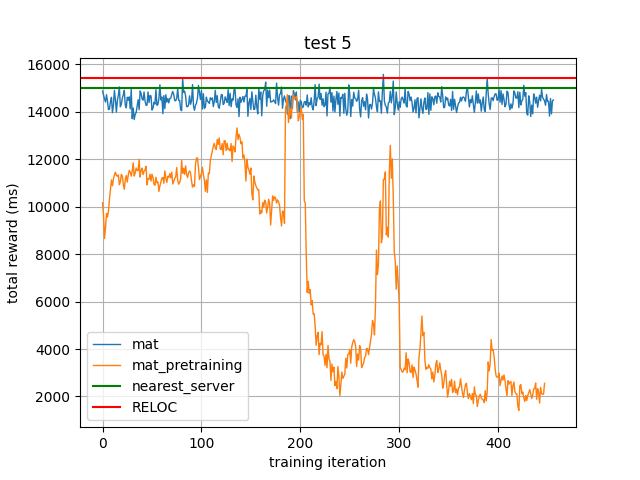 test 5
total reward (ms)
16000
14000
12000
10000
8000
6000
4000
2000
mat
mat_pretraining
nearest_server
RELOC
0 100 200 300 400
training iteration